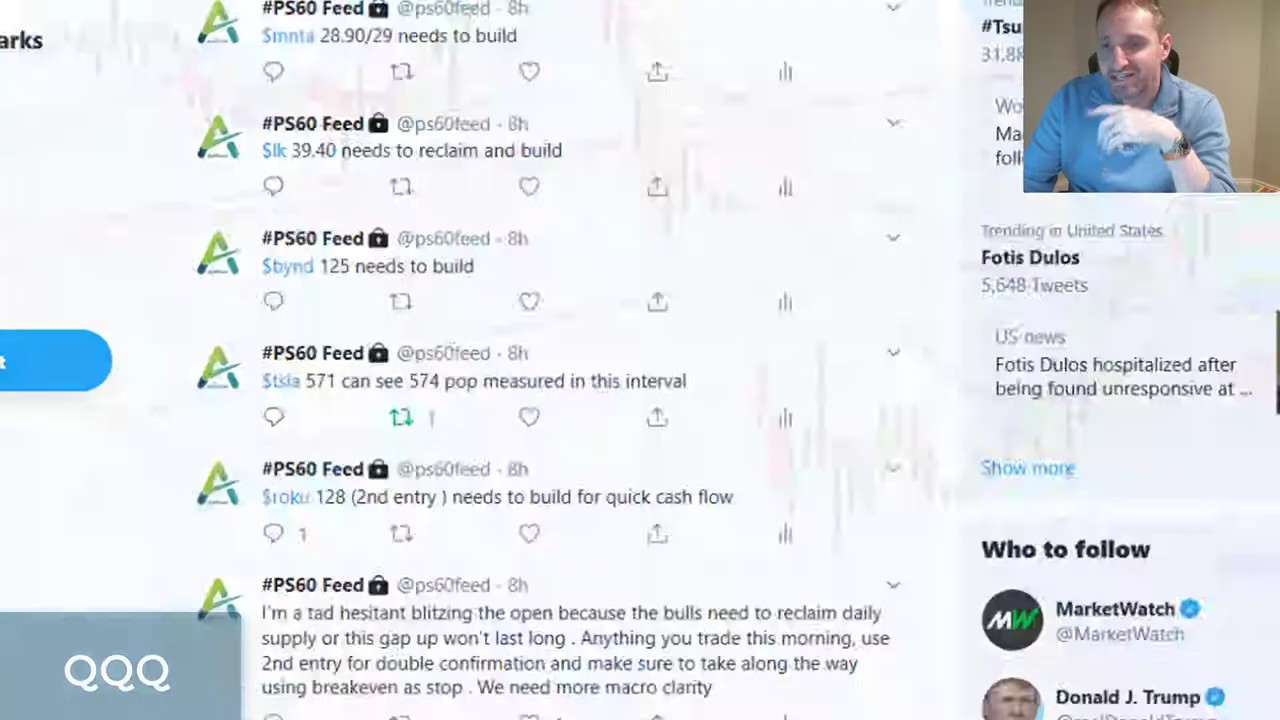 #PS60 Feed @ps60feed · 8h
$mnta 28.90/29 needs to build
#PS60 Feed @ps60feed · 8h
$lk 39.40 needs to reclaim and build
#PS60 Feed @ps60feed · 8h
$bynd 125 needs to build
#PS60 Feed @ps60feed · 8h
$tsla 571 can see 574 pop measured in this interval
1
#PS60 Feed @ps60feed · 8h
$roku 128 (2nd entry ) needs to build for quick cash flow
1
#PS60 Feed @ps60feed · 8h
I'm a tad hesitant blitzing the open because the bulls need to reclaim daily
supply or this gap up won't last long . Anything you trade this morning, use
2nd entry for double confirmation and make sure to take along the way
using breakeven as stop . We need more macro clarity
arks
t
QQQ
#Tsu
31.8K
Wo
Ma
foll
Trending in United States
Fotis Dulos
5,648 Tweets
US news
Fotis Dulos hospitalized after
being found unresponsive at ...
Show more
Who to follow
MW
MarketWatch
@MarketWatch
Donald J. Trump